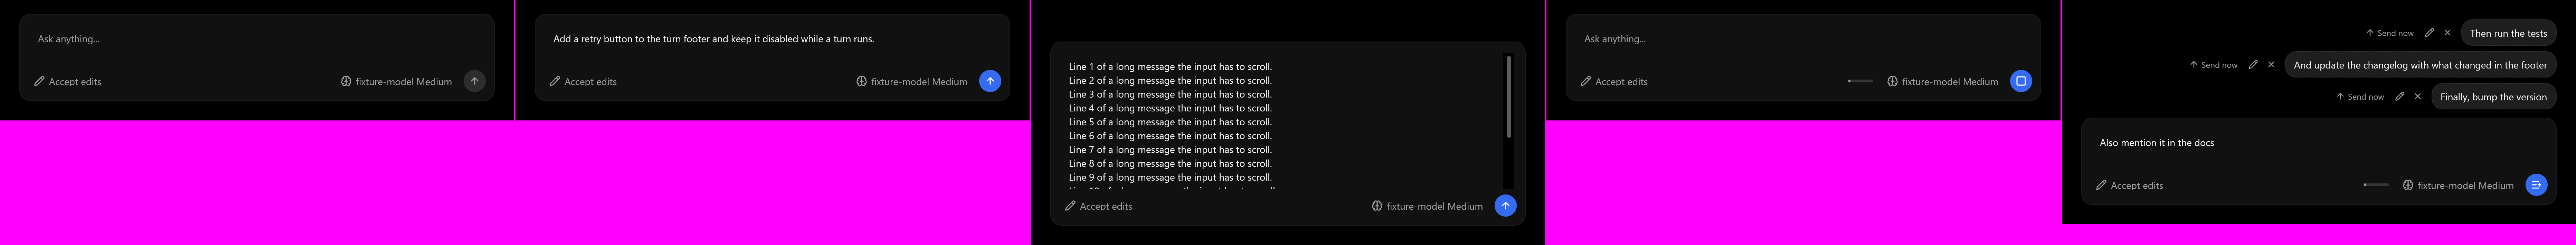 Ask anything...
Accept edits
fixture-model Medium
Add a retry button to the turn footer and keep it disabled while a turn runs.
Accept edits
fixture-model Medium
Line 1 of a long message the input has to scroll.
Line 2 of a long message the input has to scroll.
Line 3 of a long message the input has to scroll.
Line 4 of a long message the input has to scroll.
Line 5 of a long message the input has to scroll.
Line 6 of a long message the input has to scroll.
Line 7 of a long message the input has to scroll.
Line 8 of a long message the input has to scroll.
Line 9 of a long message the input has to scroll.
Accept edits
fixture-model Medium
Ask anything...
Accept edits
fixture-model Medium
Send now
Then run the tests
Send now
And update the changelog with what changed in the footer
Send now
Finally, bump the version
Also mention it in the docs
Accept edits
fixture-model Medium